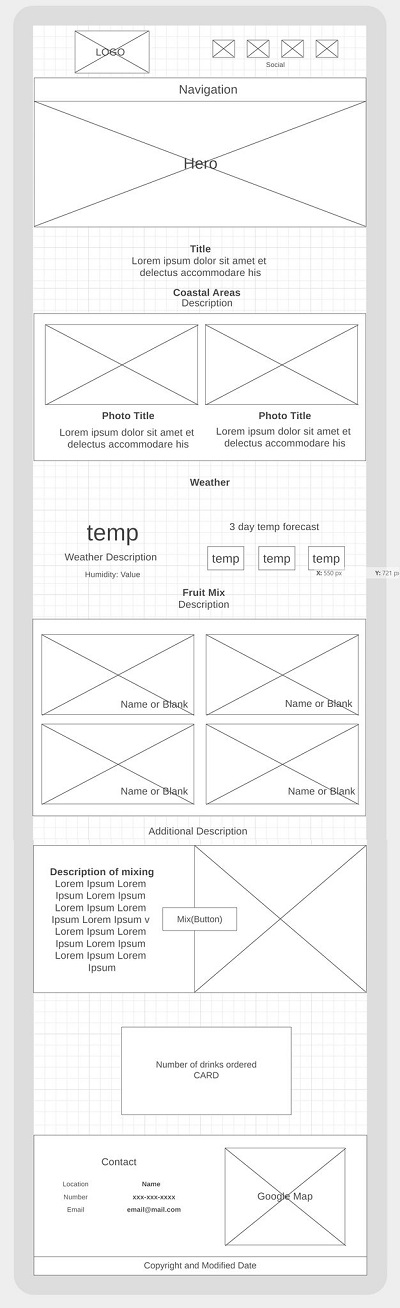 LOGO
Social
Navigation
Hero
Title
Lorem ipsum dolor sit amet et
delectus accommodare his
Coastal Areas
Description
Photo Title
Lorem ipsum dolor sit amet et
delectus accommodare his
Photo Title
Lorem ipsum dolor sit amet et
delectus accommodare his
Weather
temp
Weather Description
Humidity: Value
3 day temp forecast
temp temp temp
X: 550 px Y: 721 px
Fruit Mix
Description
Name or Blank
Name or Blank
Name or Blank
Name or Blank
Additional Description
Description of mixing
Lorem Ipsum Lorem
Ipsum Lorem Ipsum
Lorem Ipsum Lorem
Ipsum Lorem Ipsum v
Lorem Ipsum Lorem
Ipsum Lorem Ipsum
Lorem Ipsum Lorem
Ipsum
Mix(Button)
Number of drinks ordered
CARD
Contact
Location Name
Number xxx-xxx-xxxx
Email email@mail.com
Google Map
Copyright and Modified Date